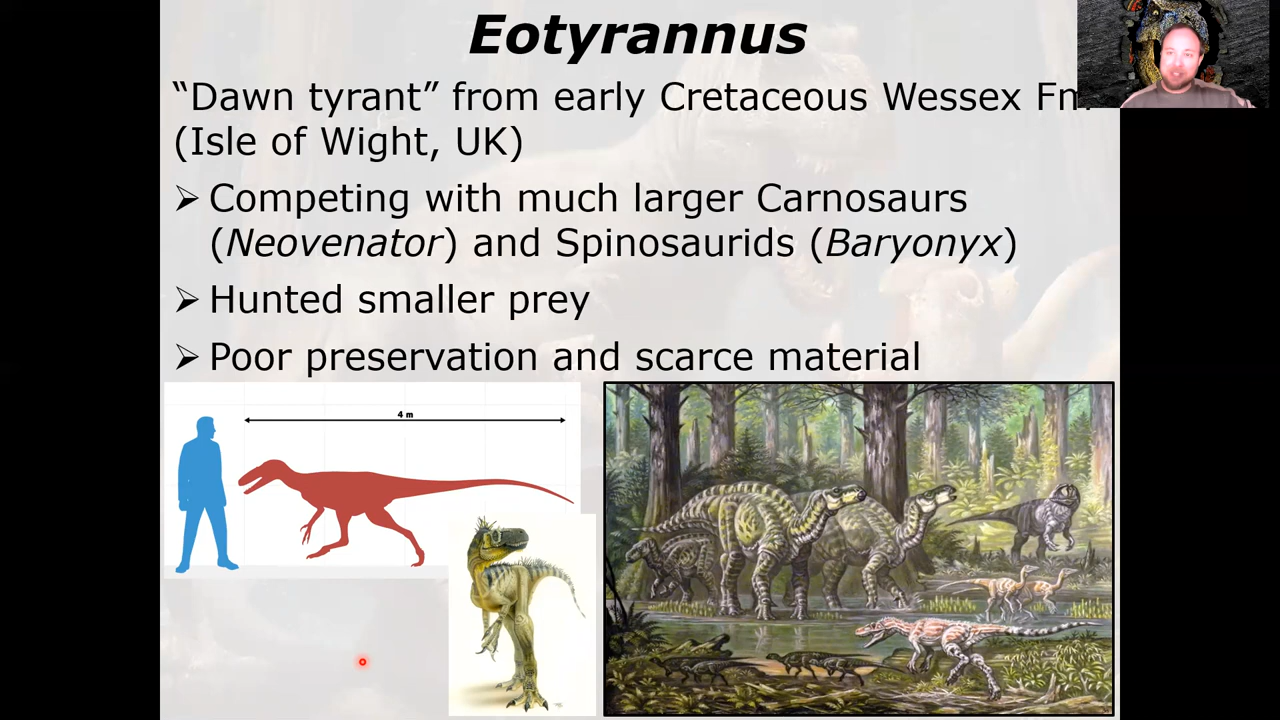 Eotyrannus
“Dawn tyrant” from early Cretaceous Wessex Fm.
(Isle of Wight, UK)
➢ Competing with much larger Carnosaurs
(Neovenator) and Spinosaurids (Baryonyx)
➢ Hunted smaller prey
➢ Poor preservation and scarce material
4 m